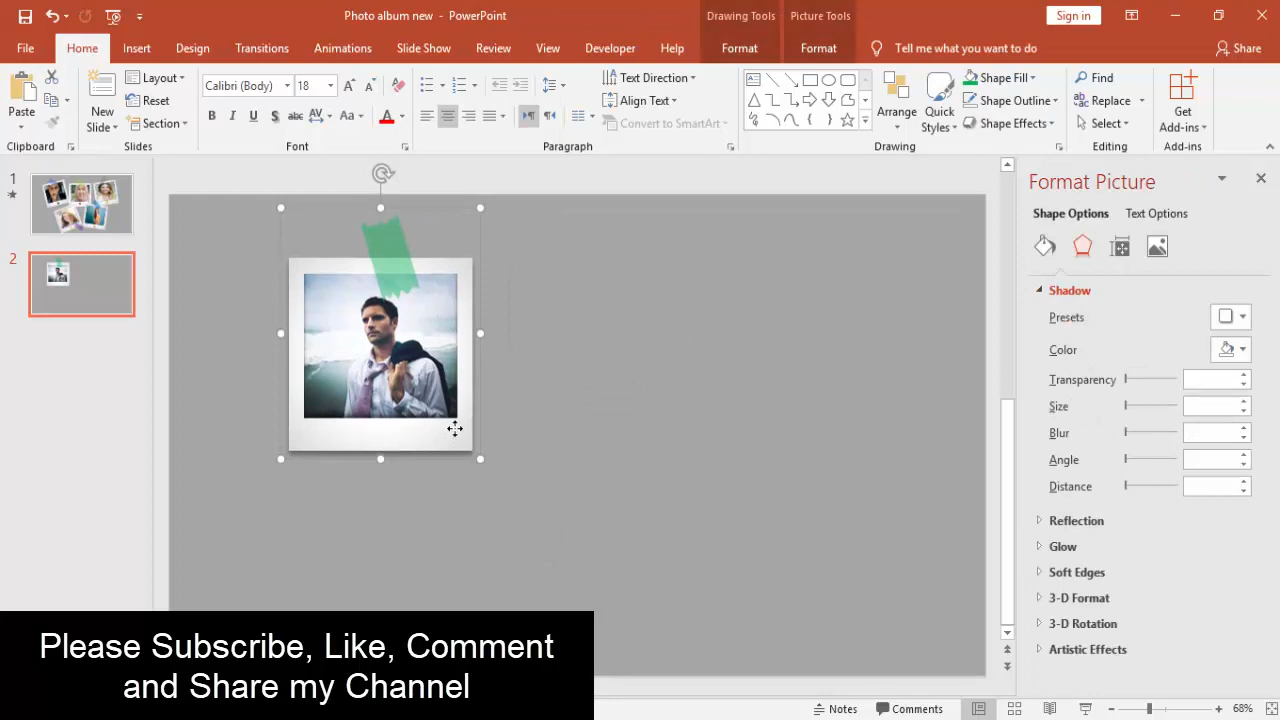 Photo album new - PowerPoint
Drawing Tools
Picture Tools
Sign in
File
Home
Insert
Design
Transitions
Animations
Slide Show
Review
View
Developer
Help
Format
Format
Tell me what you want to do
Share
Paste
New
Slide
Layout
Reset
Section
Calibri (Body)
18
B I U S abc AV Aa A
Text Direction
Align Text
Convert to SmartArt
Arrange
Quick
Styles
Shape Fill
Shape Outline
Shape Effects
Find
Replace
Select
Get
Add-ins
Clipboard
Slides
Font
Paragraph
Drawing
Editing
Add-ins
1
2
Format Picture
Shape Options
Text Options
Shadow
Presets
Color
Transparency
Size
Blur
Angle
Distance
Reflection
Glow
Soft Edges
3-D Format
3-D Rotation
Artistic Effects
Please Subscribe, Like, Comment
and Share my Channel
Notes
Comments
68%